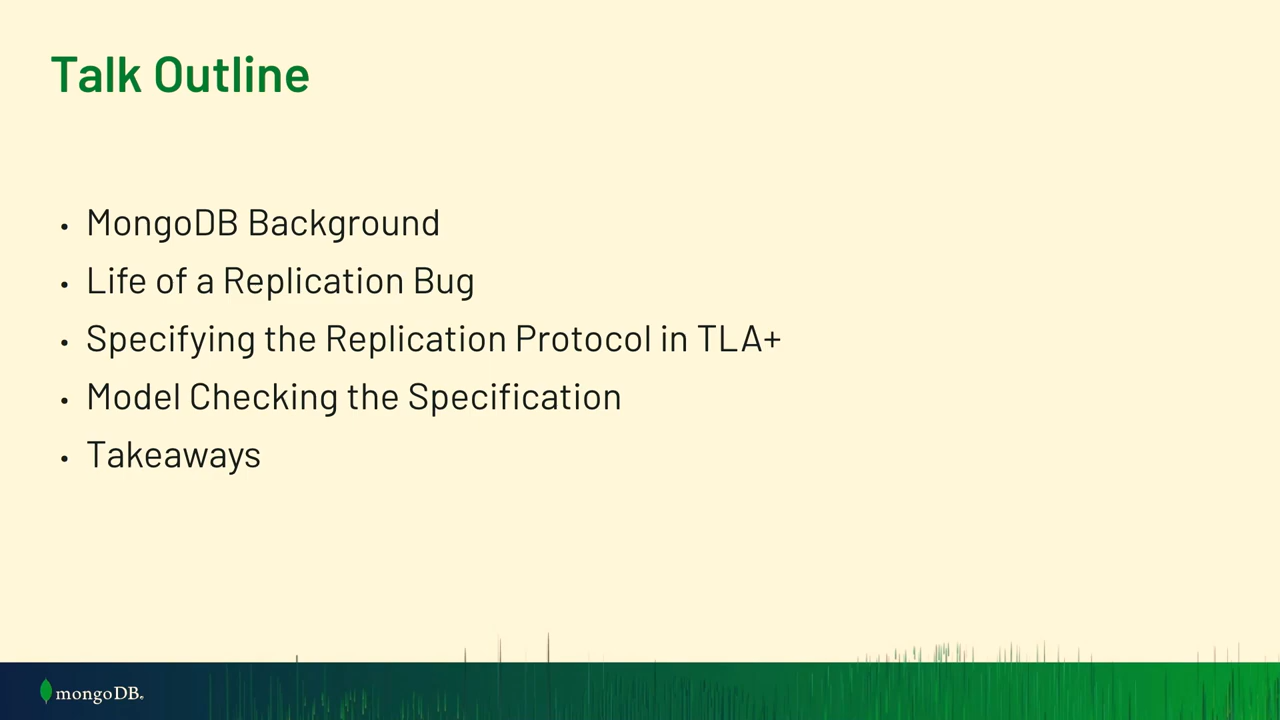 Talk Outline
• MongoDB Background
• Life of a Replication Bug
• Specifying the Replication Protocol in TLA+
• Model Checking the Specification
• Takeaways
mongoDB®